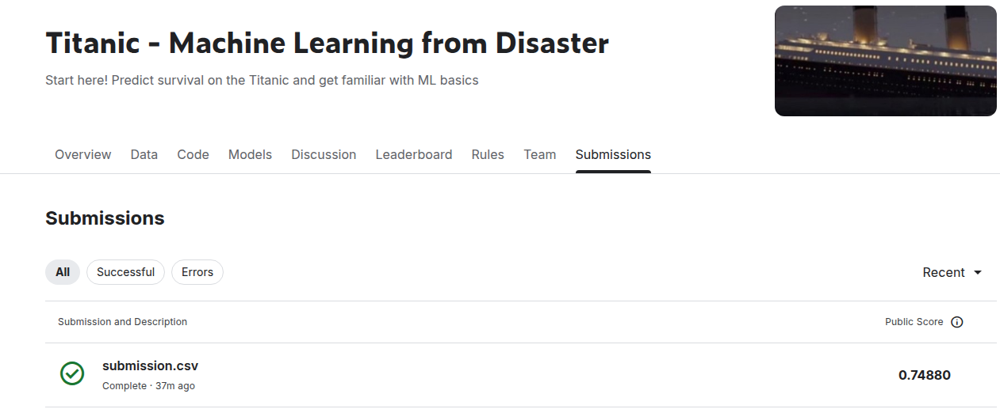 Titanic - Machine Learning from Disaster
Start here! Predict survival on the Titanic and get familiar with ML basics
Overview Data Code Models Discussion Leaderboard Rules Team Submissions
Submissions
All Successful Errors Recent
Submission and Description Public Score
submission.csv
Complete · 37m ago
0.74880